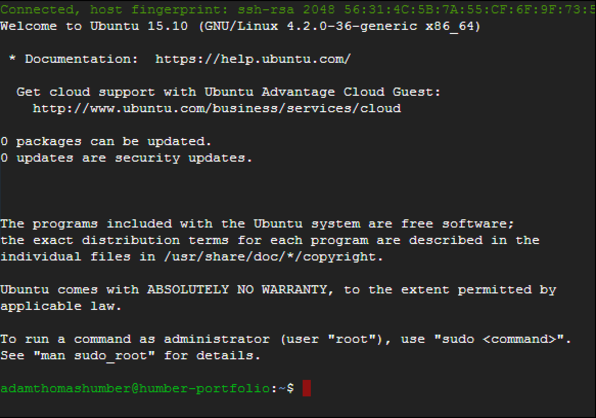 Connected, host fingerprint: ssh-rsa 2048 56:31:4C:5B:7A:55:CF:6F:9F:73:5
Welcome to Ubuntu 15.10 (GNU/Linux 4.2.0-36-generic x86_64)
* Documentation:  https://help.ubuntu.com/
Get cloud support with Ubuntu Advantage Cloud Guest:
http://www.ubuntu.com/business/services/cloud
0 packages can be updated.
0 updates are security updates.
The programs included with the Ubuntu system are free software;
the exact distribution terms for each program are described in the
individual files in /usr/share/doc/*/copyright.
Ubuntu comes with ABSOLUTELY NO WARRANTY, to the extent permitted by
applicable law.
To run a command as administrator (user "root"), use "sudo <command>".
See "man sudo_root" for details.
adamthomashumber@humber-portfolio:~$